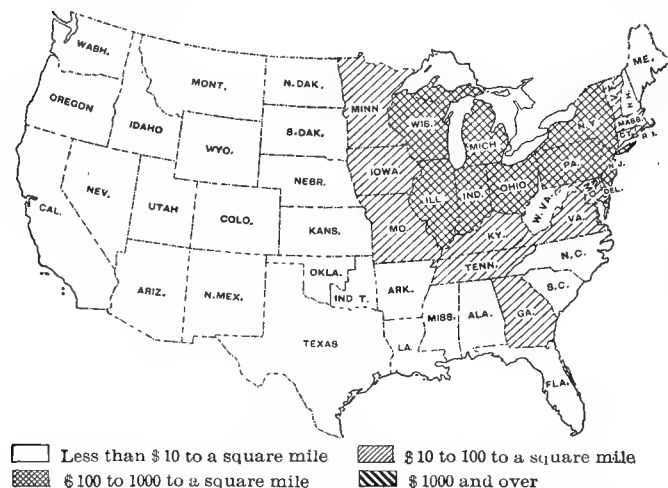 ME.
WASH.
MONT.
N.DAK.
MINN
VT.
N.H.
OREGON
IDAHO
S.DAK.
WIS.
MICH
N.Y.
MASS.
CT.
R.I.
WYO.
IOWA.
PA.
N.J.
NEBR.
NEV.
UTAH
COLO.
ILL
IND.
OHIO
DEL.
W.VA.
CAL.
KANS.
MO.
KY.
VA.
OKLA.
TENN.
N.C.
ARIZ.
N.MEX.
IND T.
ARK.
S.C.
MISS.
ALA.
GA.
TEXAS
LA.
FLA.
Less than $10 to a square mile
$10 to 100 to a square mile
$100 to 1000 to a square mile
$1000 and over